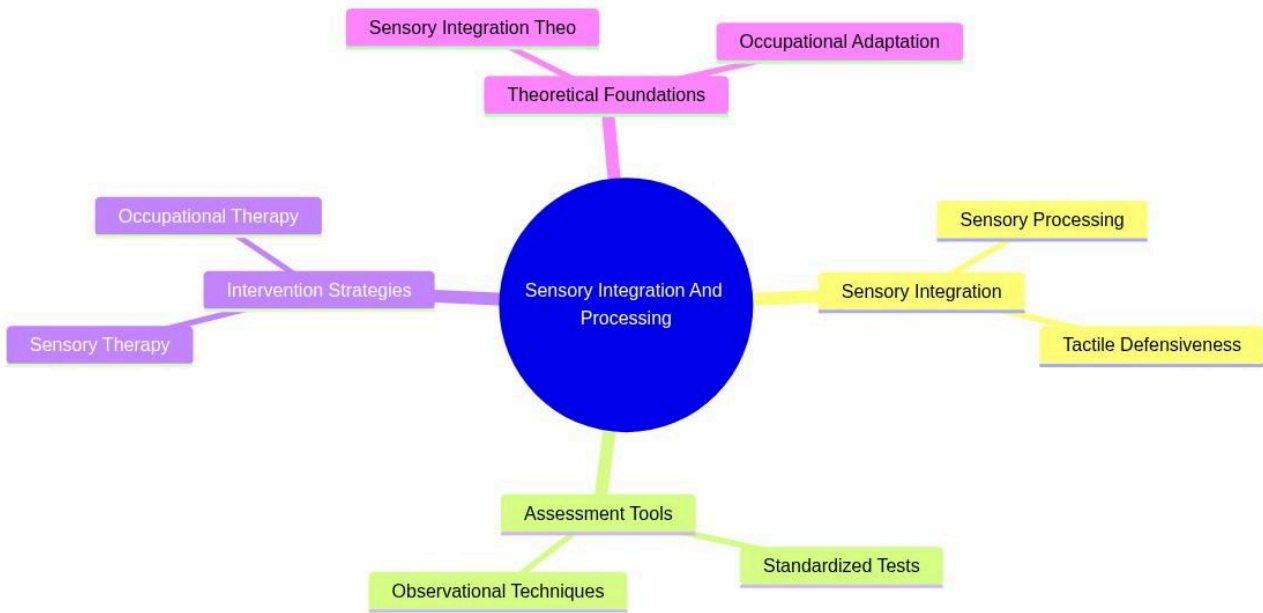 Sensory Integration Theo
Occupational Adaptation
Theoretical Foundations
Occupational Therapy
Sensory Processing
Intervention Strategies
Sensory Integration And
Processing
Sensory Integration
Sensory Therapy
Tactile Defensiveness
Assessment Tools
Standardized Tests
Observational Techniques